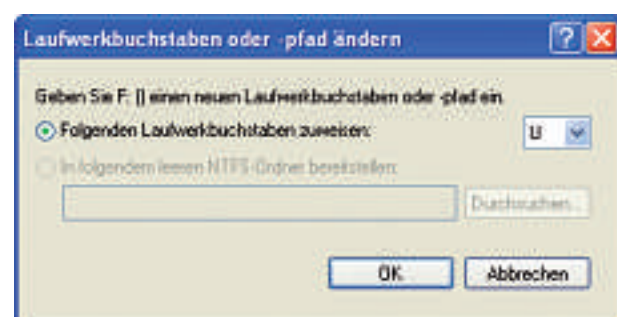 Laufwerkbuchstaben oder -pfad ändern
Geben Sie F: () einen neuen Laufwerkbuchstaben oder -pfad ein.
Folgenden Laufwerkbuchstaben zuweisen: U
In folgendem leeren NTFS-Ordner bereitstellen:
Durchsuchen...
OK Abbrechen